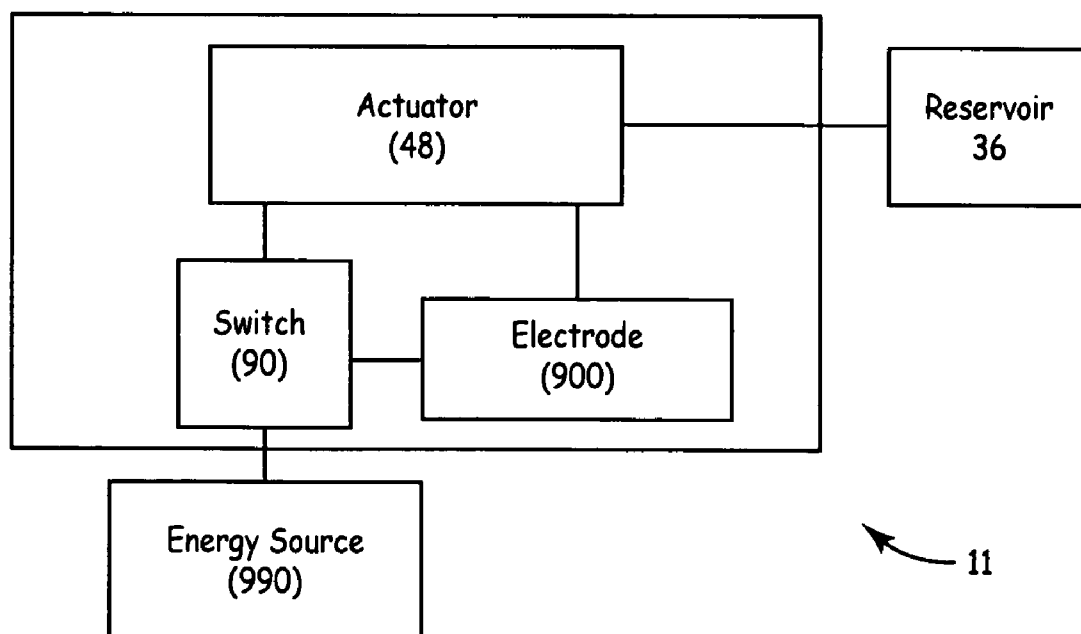 Actuator
(48)
Reservoir
36
Switch
(90)
Electrode
(900)
Energy Source
(990)
11